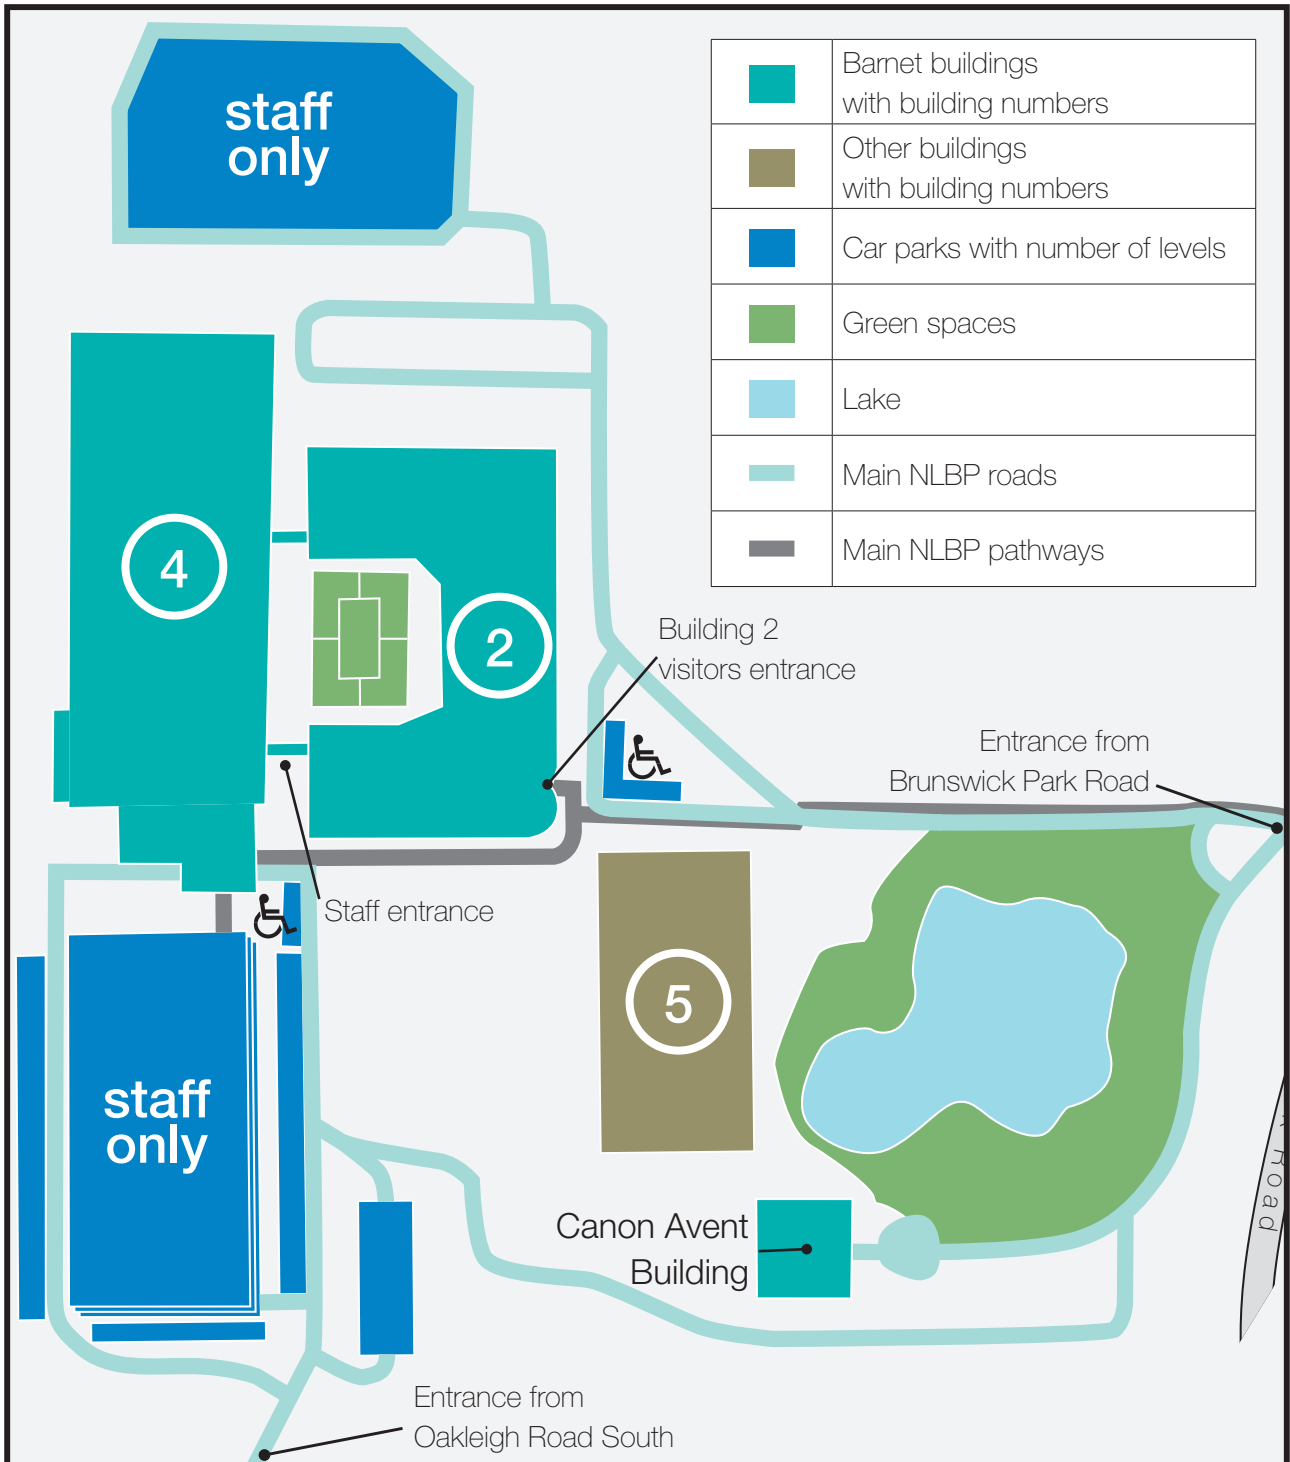 staff
only
Barnet buildings
with building numbers
Other buildings
with building numbers
Car parks with number of levels
Green spaces
Lake
Main NLBP roads
Main NLBP pathways
4
2
Building 2
visitors entrance
Entrance from
Brunswick Park Road
Staff entrance
5
staff
only
Road
Canon Avent
Building
Entrance from
Oakleigh Road South